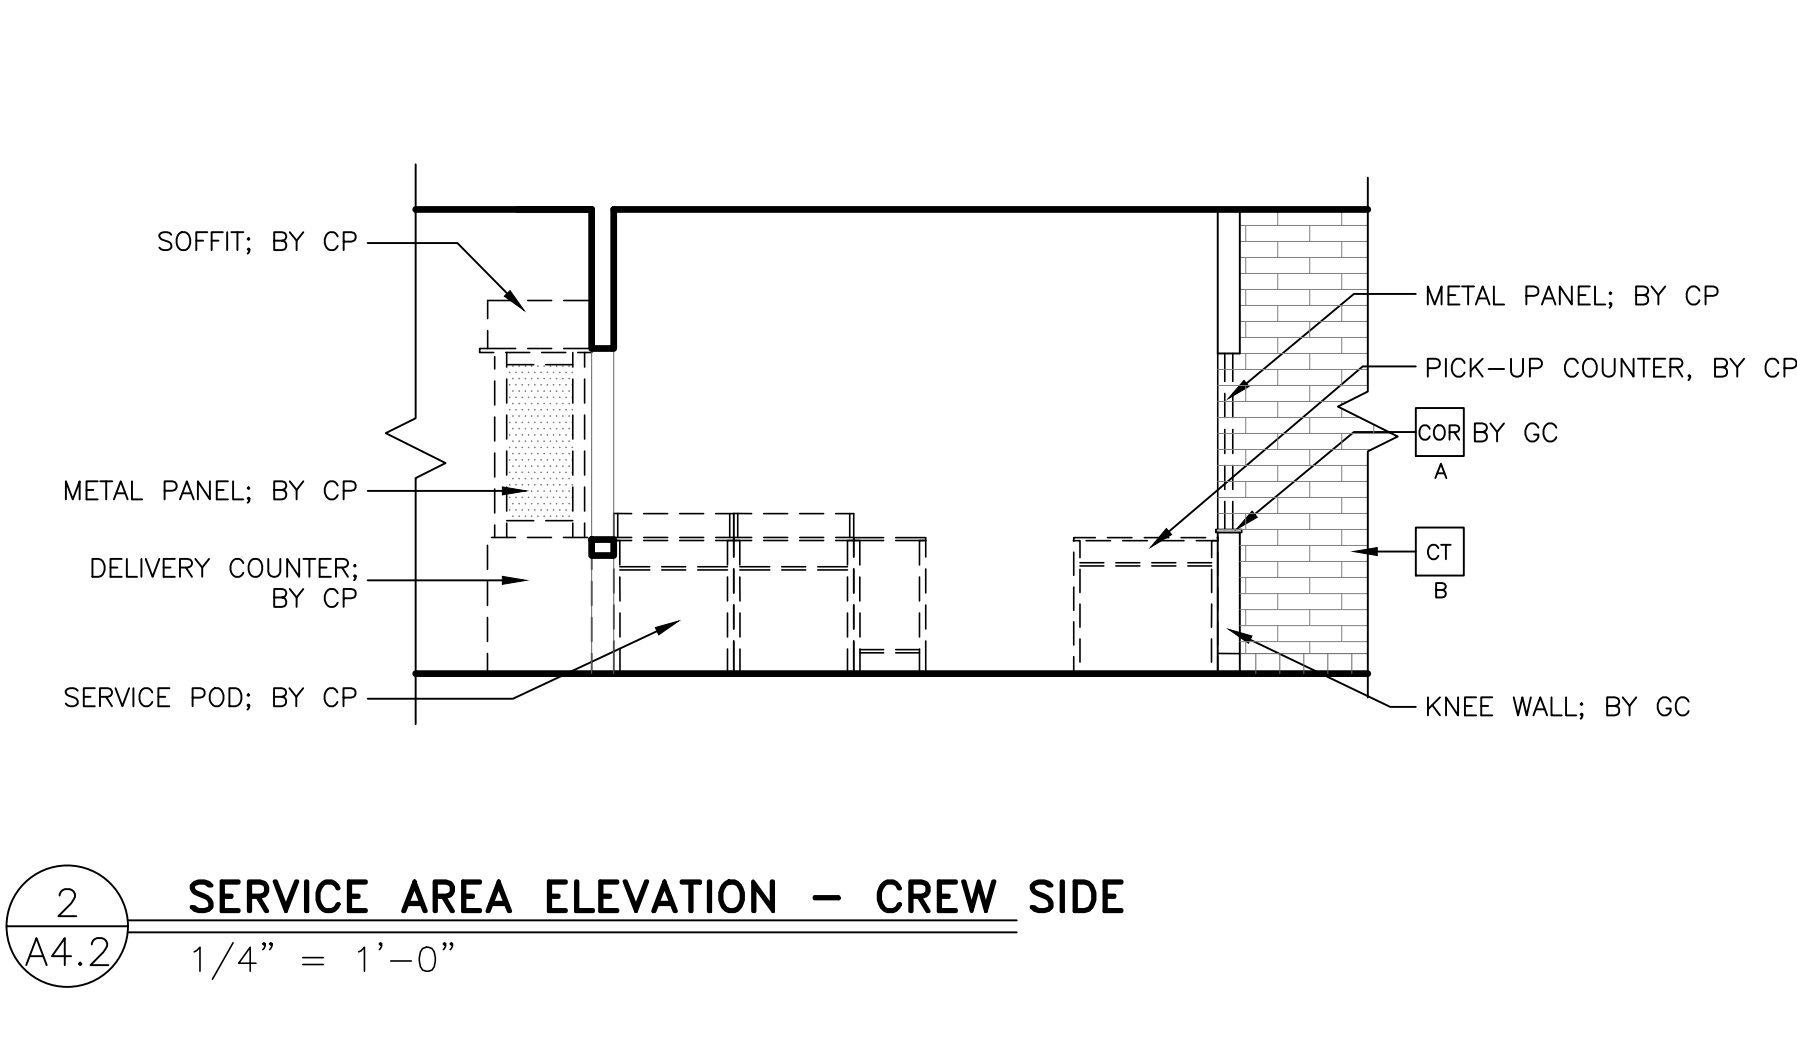 SOFFIT; BY CP
METAL PANEL; BY CP
DELIVERY COUNTER;
BY CP
SERVICE POD; BY CP
METAL PANEL; BY CP
PICK-UP COUNTER, BY CP
COR BY GC
A
CT
B
KNEE WALL; BY GC
2
A4.2
SERVICE AREA ELEVATION - CREW SIDE
1/4" = 1'-0"